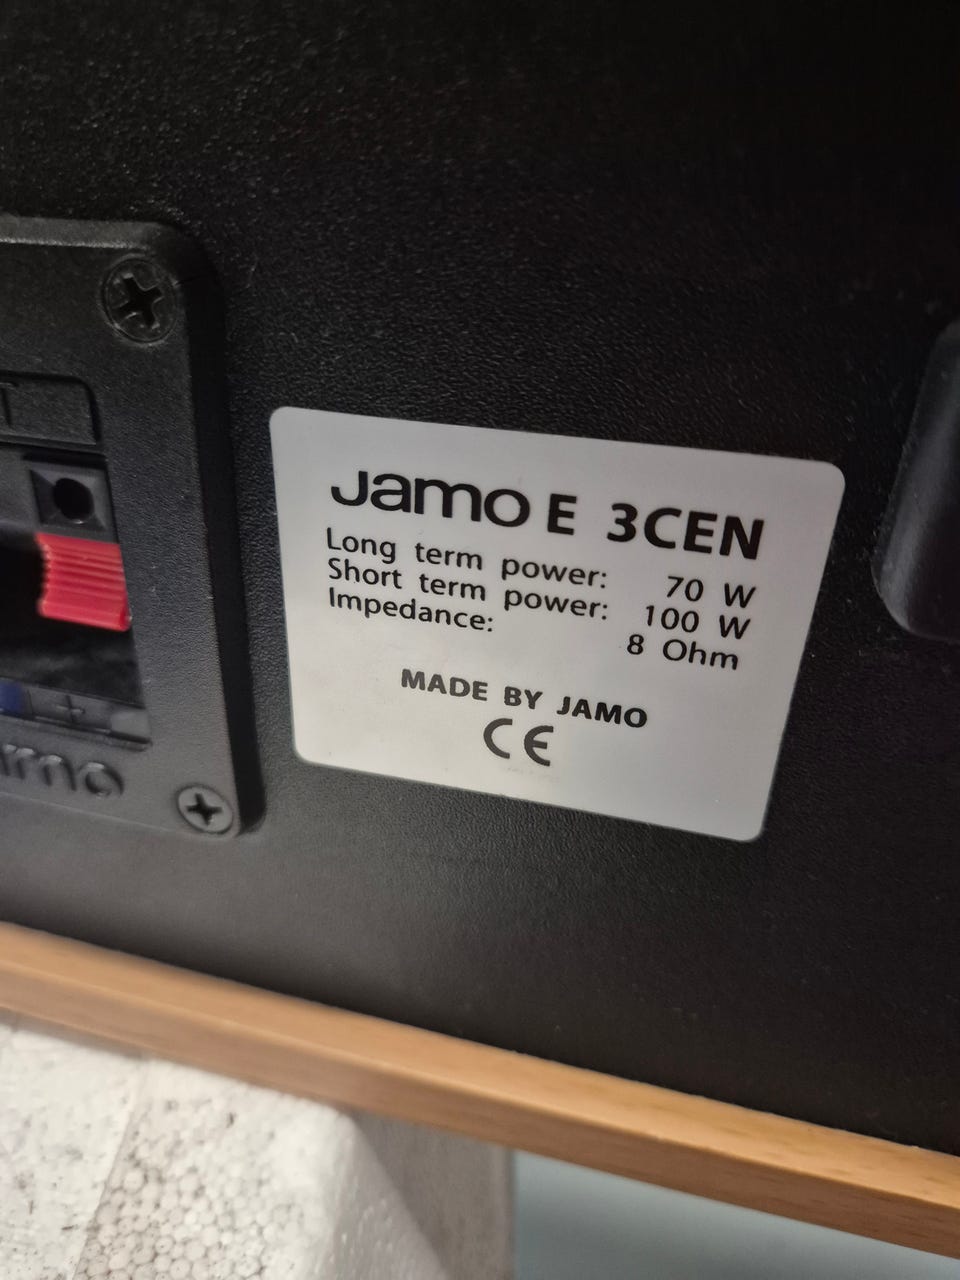 Jamo E 3CEN
Long term power: 70 W
Short term power: 100 W
Impedance: 8 Ohm
MADE BY JAMO
CE
+